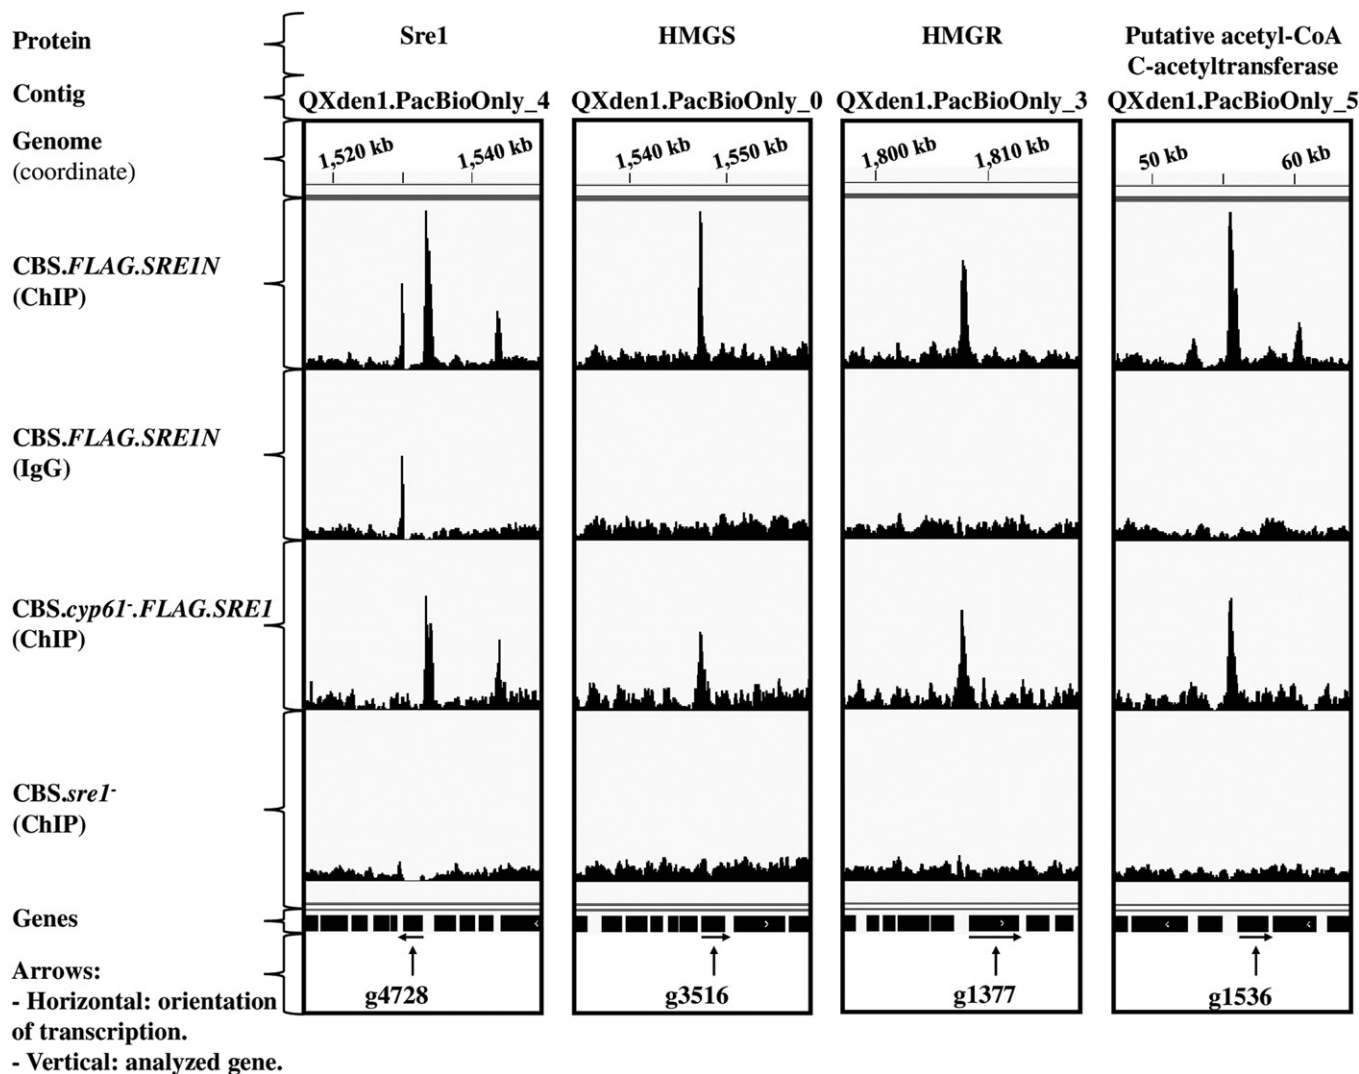 Protein
Sre1
HMGS
HMGR
Putative acetyl-CoA
C-acetyltransferase
Contig
QXden1.PacBioOnly_4
QXden1.PacBioOnly_0
QXden1.PacBioOnly_3
QXden1.PacBioOnly_5
Genome
(coordinate)
1,520 kb
1,540 kb
1,540 kb
1,550 kb
1,800 kb
1,810 kb
50 kb
60 kb
CBS.FLAG.SRE1N
(ChIP)
CBS.FLAG.SRE1N
(IgG)
CBS.cyp61⁻.FLAG.SRE1
(ChIP)
CBS.sre1⁻
(ChIP)
Genes
g4728
g3516
g1377
g1536
Arrows:
- Horizontal: orientation
of transcription.
- Vertical: analyzed gene.